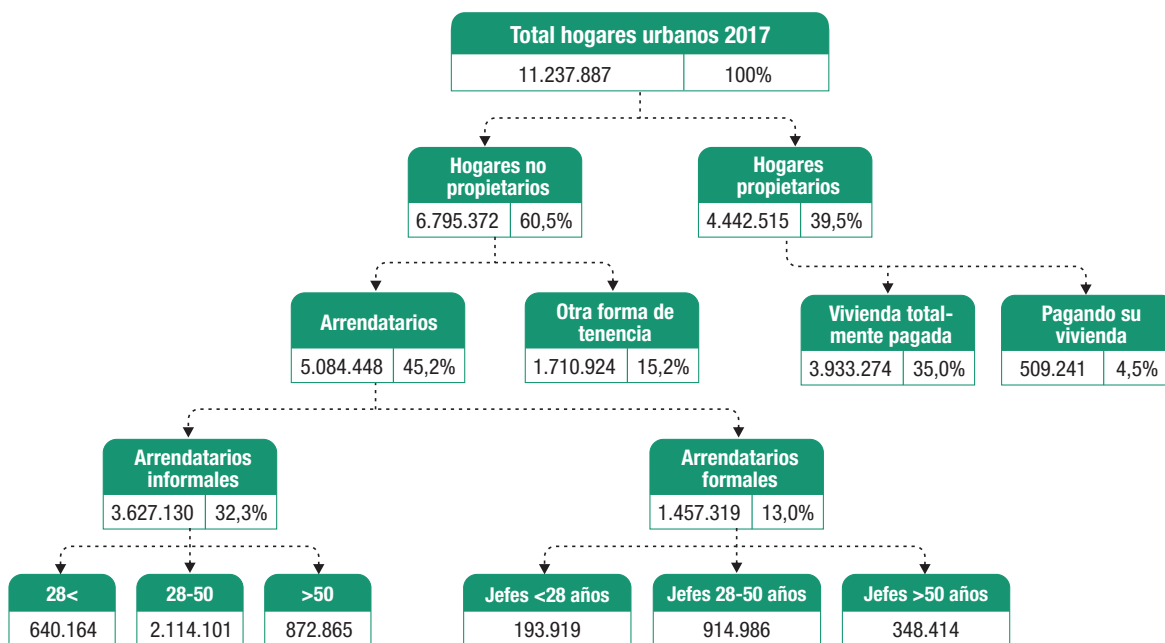 Total hogares urbanos 2017
11.237.887 100%
Hogares no
propietarios
6.795.372 60,5%
Hogares
propietarios
4.442.515 39,5%
Arrendatarios
5.084.448 45,2%
Otra forma de
tenencia
1.710.924 15,2%
Vivienda total-
mente pagada
3.933.274 35,0%
Pagando su
vivienda
509.241 4,5%
Arrendatarios
informales
3.627.130 32,3%
Arrendatarios
formales
1.457.319 13,0%
28<
640.164
28-50
2.114.101
>50
872.865
Jefes <28 años
193.919
Jefes 28-50 años
914.986
Jefes >50 años
348.414